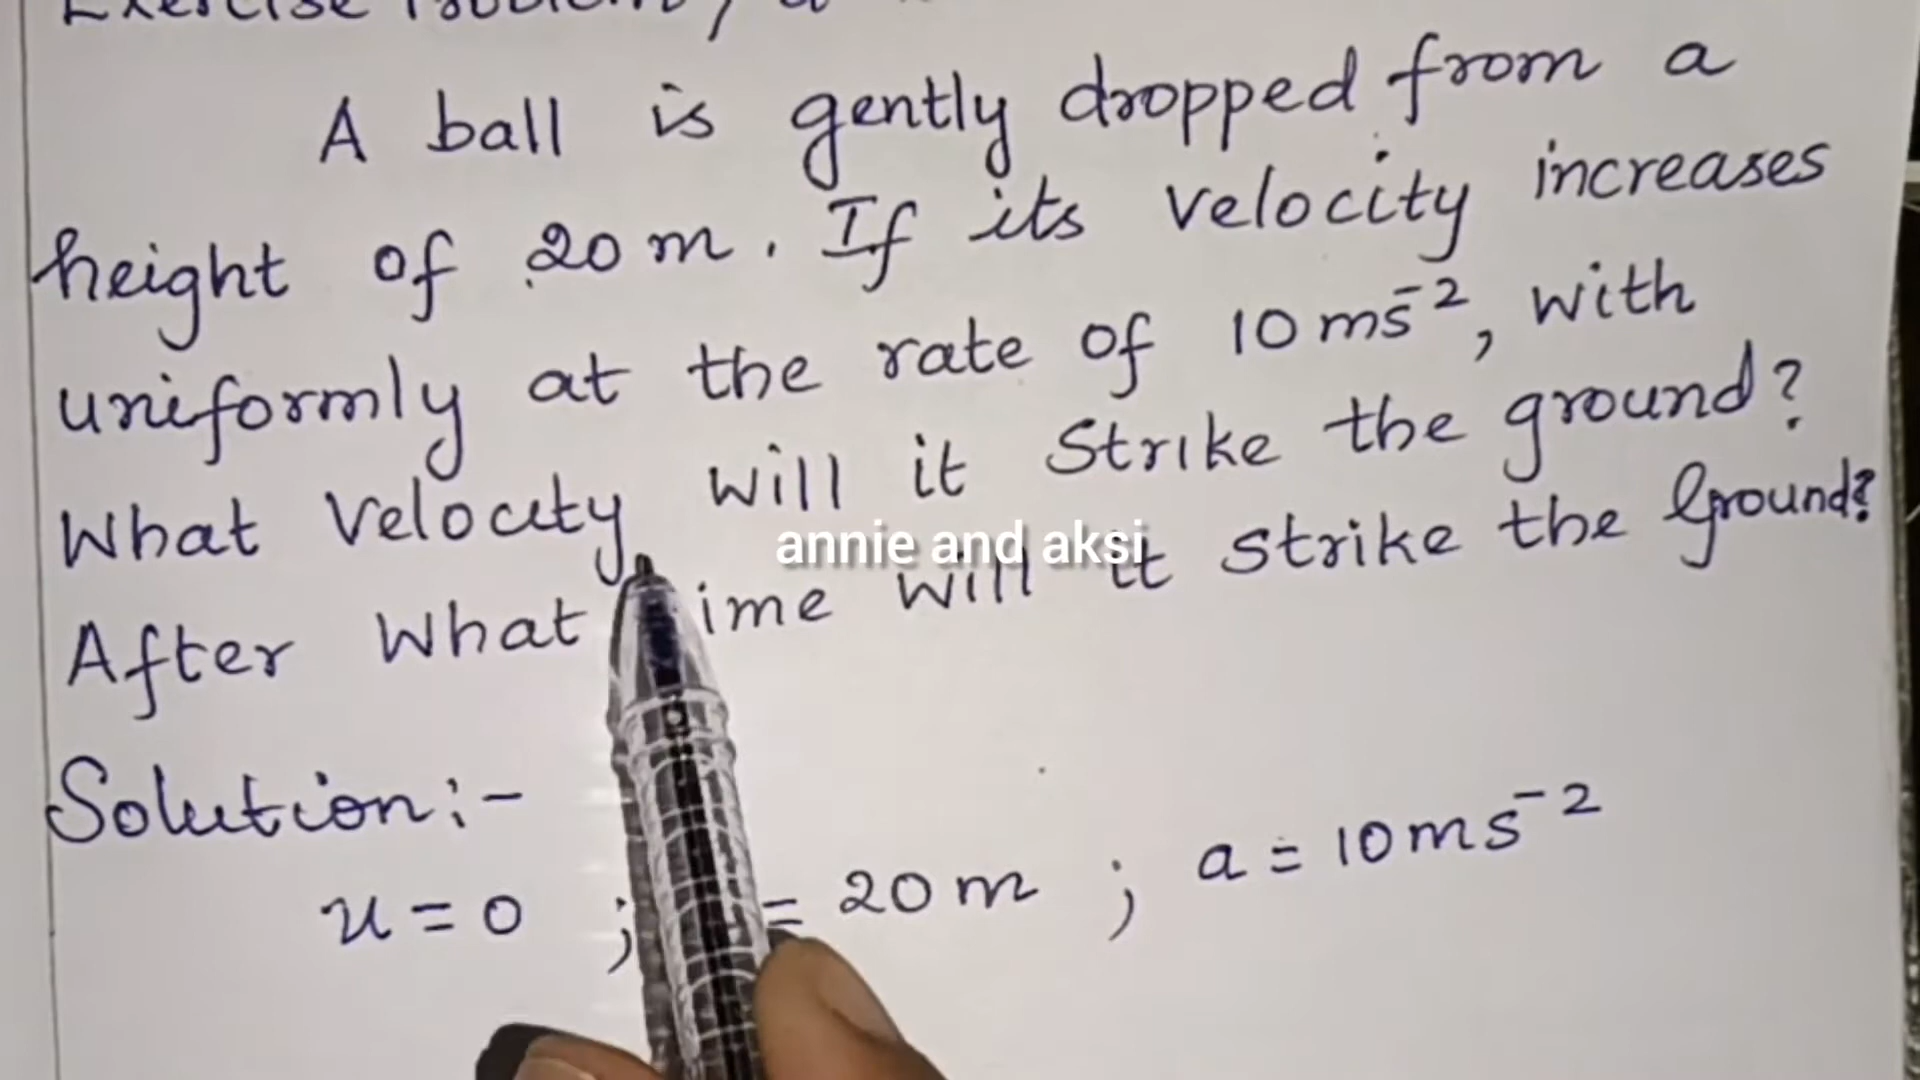 A ball is gently dropped from a
height of 20 m. If its velocity increases
uniformly at the rate of 10 ms⁻², with
What velocity will it Strike the ground?
annie and aksi
After What ime will it strike the Ground?
Solution:-
u = 0 ; = 20 m ; a = 10 ms⁻²